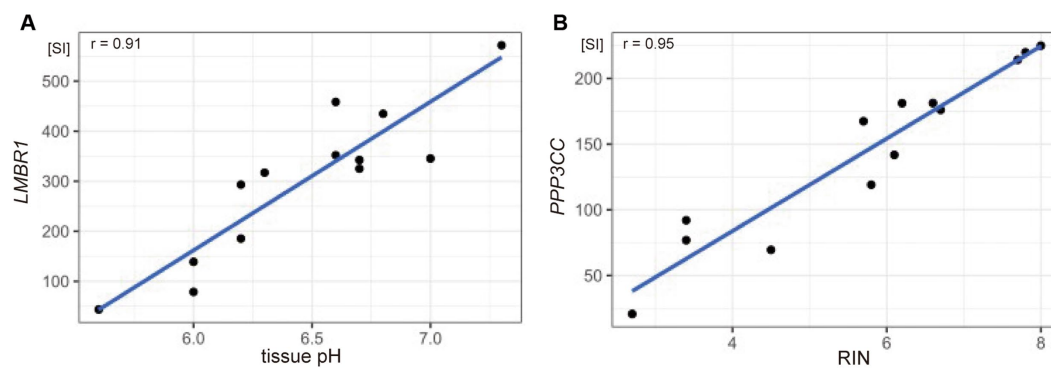 A
[SI]
r = 0.91
500
400
300
200
100
LMBR1
6.0
6.5
7.0
tissue pH
B
[SI]
r = 0.95
200
150
100
50
PPP3CC
4
6
8
RIN